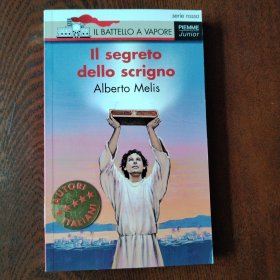 serie rossa
IL BATTELLO A VAPORE
PIEMME
Junior
Il segreto
dello scrigno
Alberto Melis
AUTORI
ITALIANI